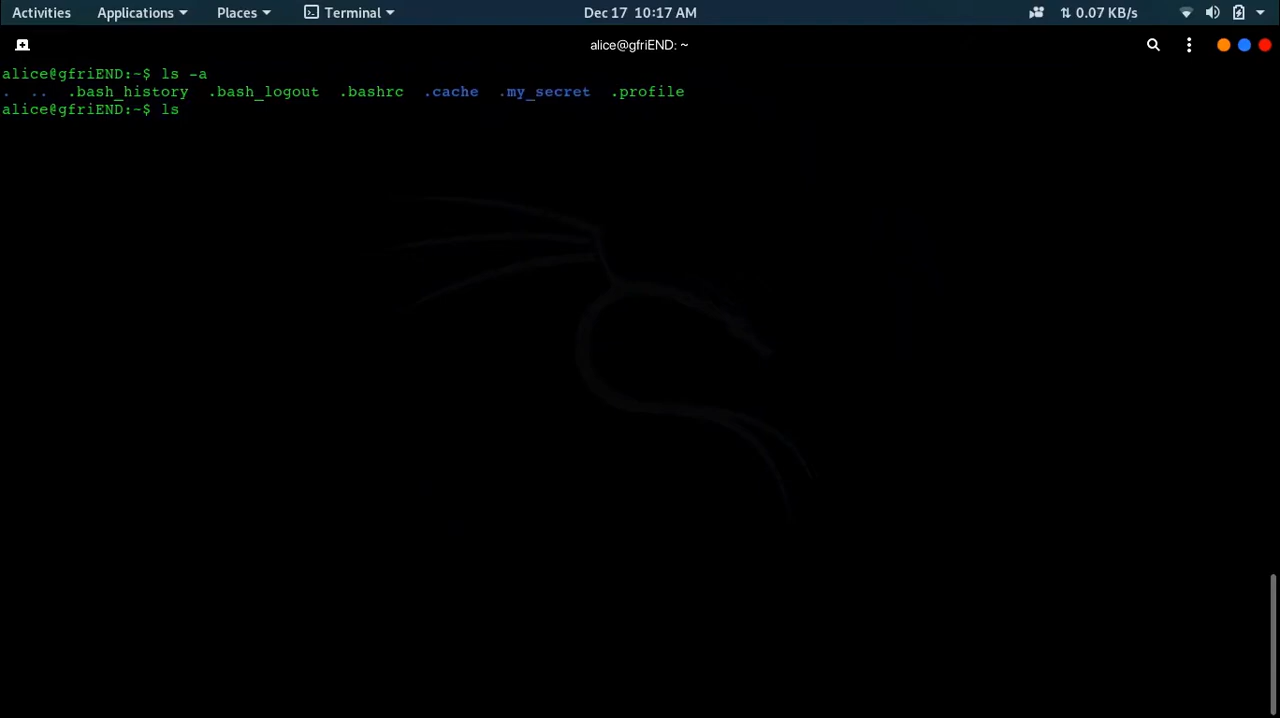 Activities Applications Places Terminal Dec 17 10:17 AM 0.07 KB/s
alice@gfriEND: ~
alice@gfriEND:~$ ls -a
. .. .bash_history .bash_logout .bashrc .cache .my_secret .profile
alice@gfriEND:~$ ls